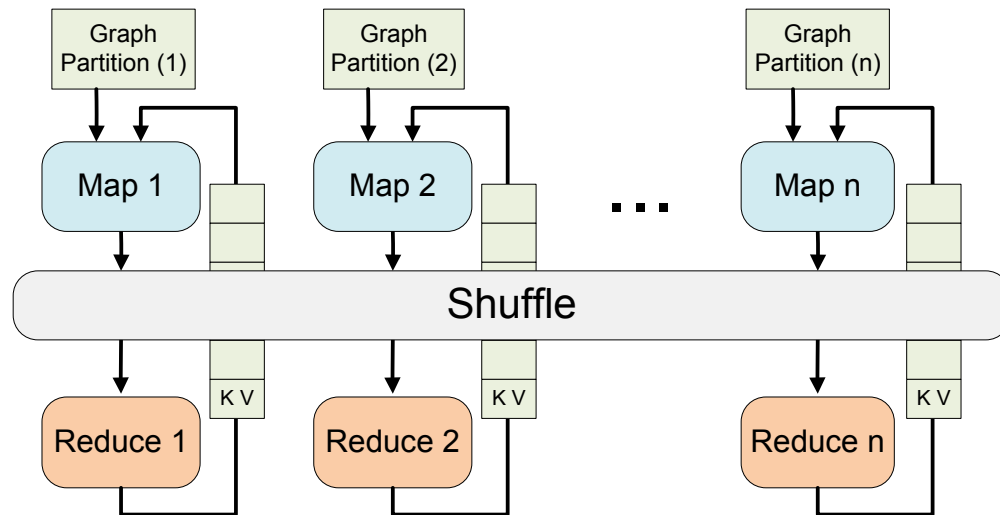 Graph
Partition (1)
Graph
Partition (2)
Graph
Partition (n)
Map 1
Map 2
...
Map n
Shuffle
K V
K V
K V
Reduce 1
Reduce 2
Reduce n